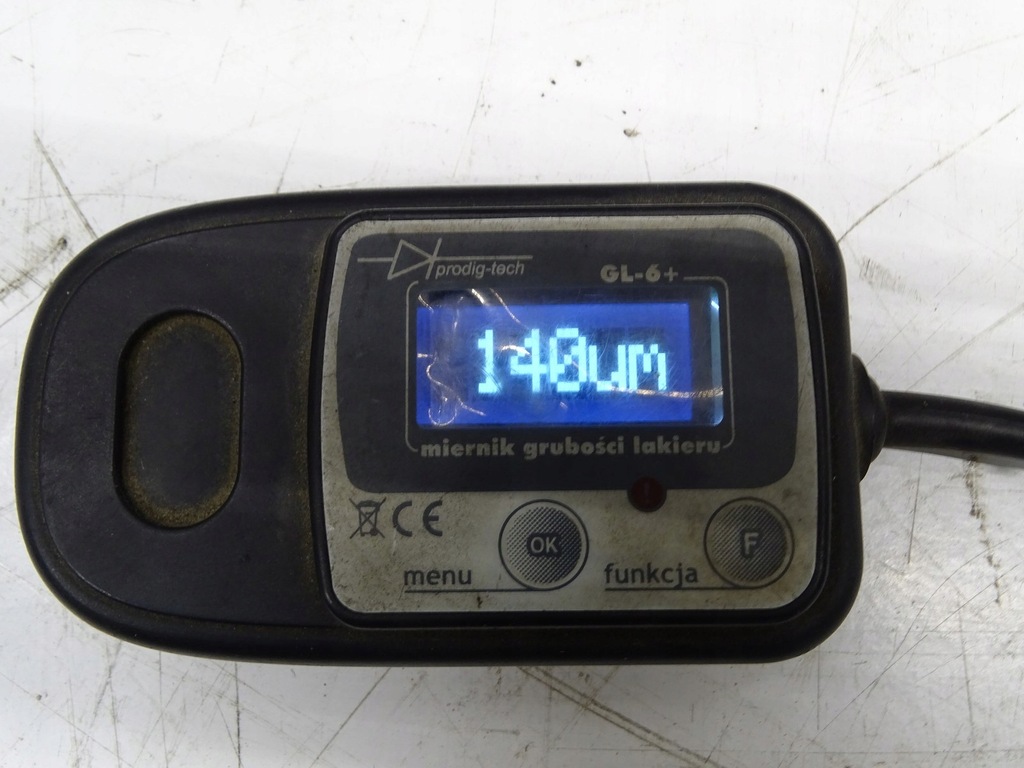 prodig-tech
GL-6+
140um
miernik grubości lakieru
CE
OK
F
menu
funkcja